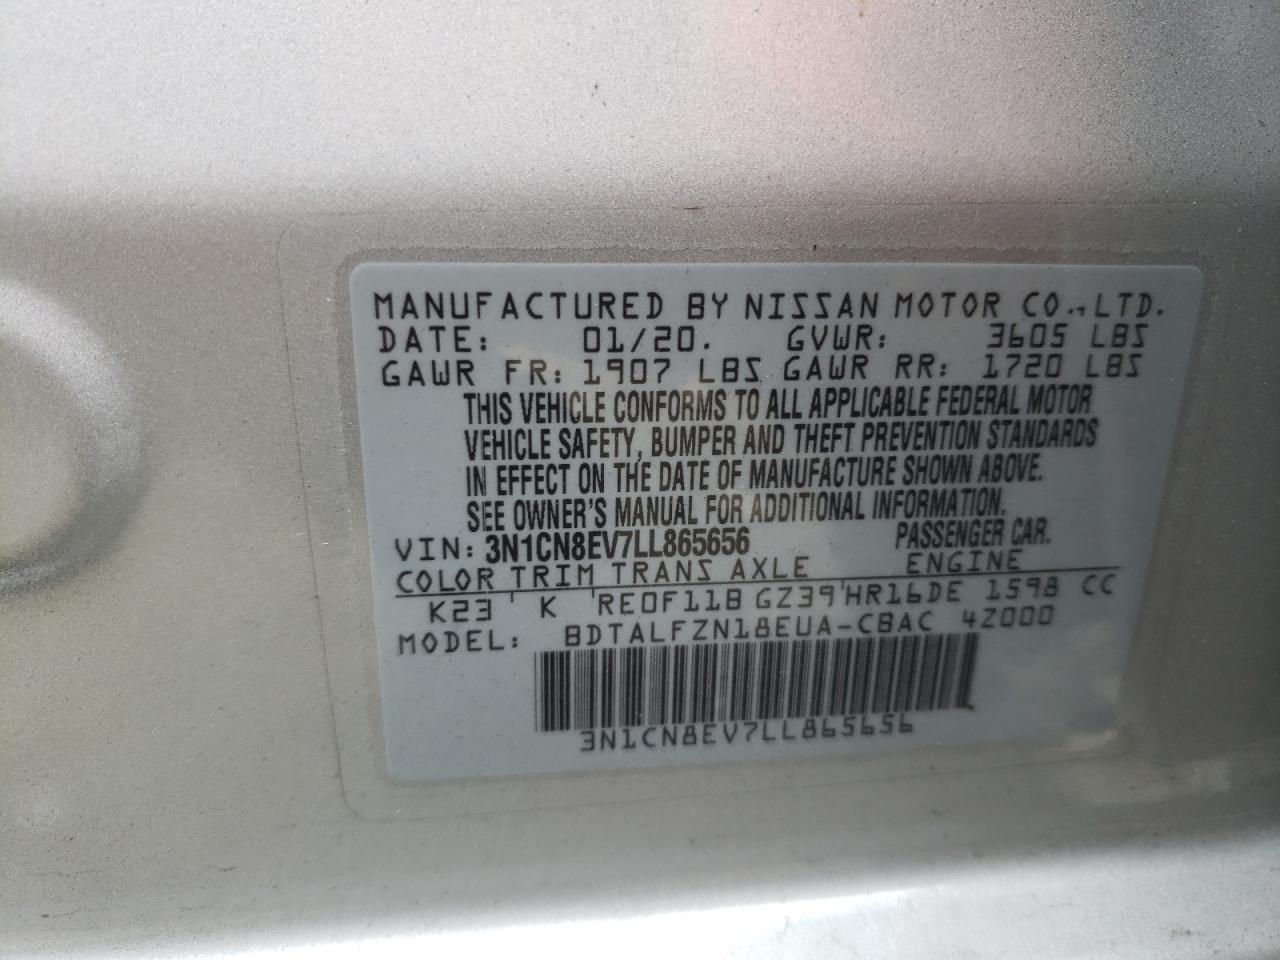 MANUFACTURED BY NISSAN MOTOR CO., LTD.
DATE: 01/20. GVWR: 3605 LBS
GAWR FR: 1907 LBS GAWR RR: 1720 LBS
THIS VEHICLE CONFORMS TO ALL APPLICABLE FEDERAL MOTOR
VEHICLE SAFETY, BUMPER AND THEFT PREVENTION STANDARDS
IN EFFECT ON THE DATE OF MANUFACTURE SHOWN ABOVE.
SEE OWNER'S MANUAL FOR ADDITIONAL INFORMATION.
VIN: 3N1CN8EV7LL865656 PASSENGER CAR.
COLOR TRIM TRANS AXLE ENGINE
K23 ' K 'RE0F11B GZ39'HR16DE 1598 CC
MODEL: BDTALFZN18EUA-CBAC 4Z000
3N1CN8EV7LL865656